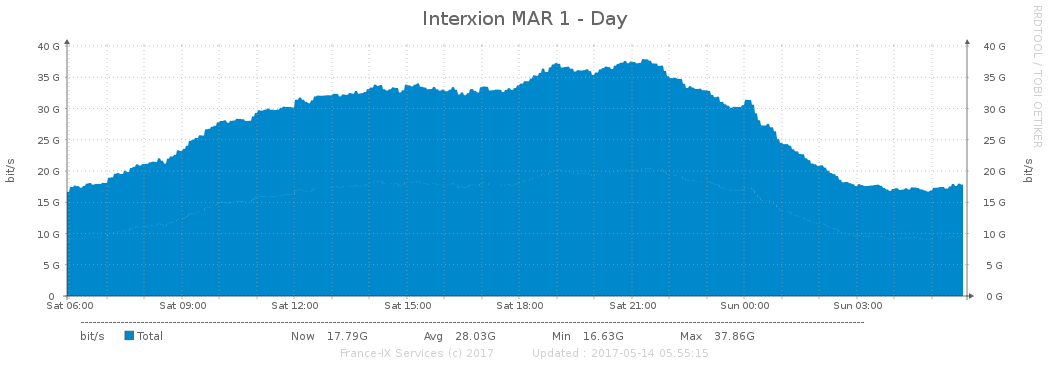 Interxion MAR 1 - Day
RRDTOOL / TOBI OETIKER
40 G 40 G
35 G 35 G
30 G 30 G
25 G 25 G
20 G 20 G
15 G 15 G
10 G 10 G
5 G 5 G
0 0 G
bit/s bit/s
Sat 06:00 Sat 09:00 Sat 12:00 Sat 15:00 Sat 18:00 Sat 21:00 Sun 00:00 Sun 03:00
bit/s Total Now 17.79G Avg 28.03G Min 16.63G Max 37.86G
France-IX Services (c) 2017 Updated : 2017-05-14 05:55:15